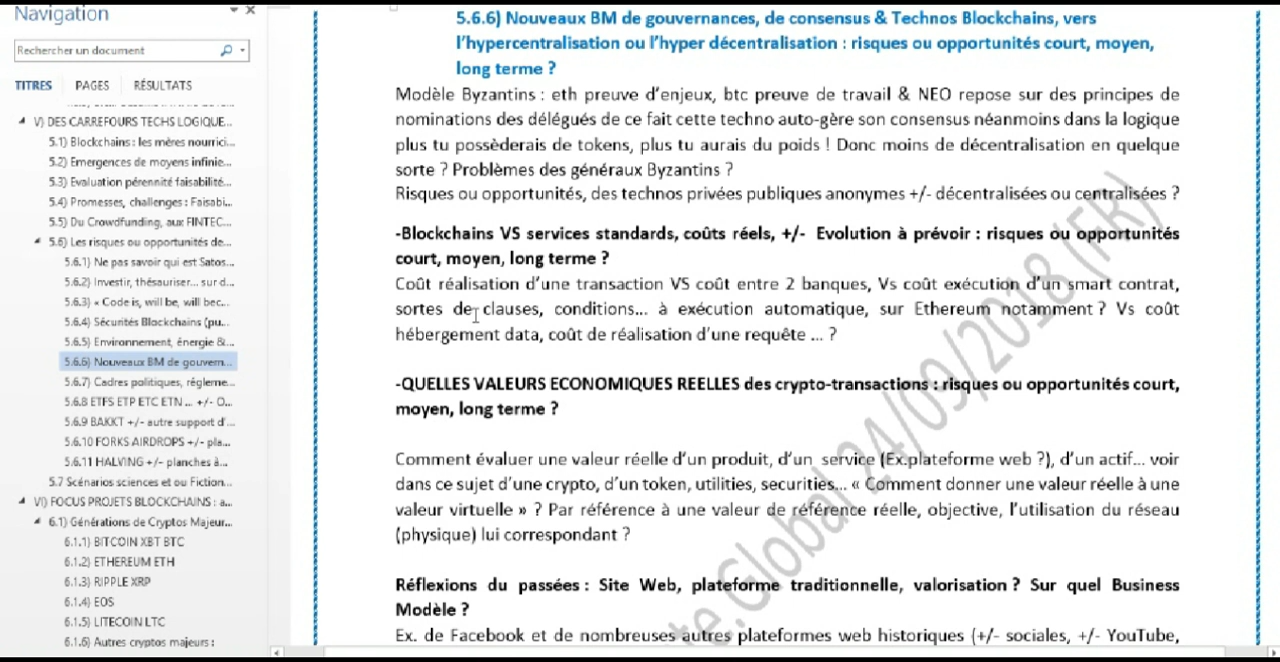 Navigation
Rechercher un document
TITRES PAGES RÉSULTATS
V) DES CARREFOURS TECHS LOGIQUE...
5.1) Blockchains : les mères nourrici...
5.2) Emergences de moyens infinie...
5.3) Evaluation pérennité faisabilité...
5.4) Promesses, challenges : Faisabi...
5.5) Du Crowdfunding, aux FINTEC...
5.6) Les risques ou opportunités de...
5.6.1) Ne pas savoir qui est Satos...
5.6.2) Investir, thésauriser... sur d...
5.6.3) « Code is, will be, will bec...
5.6.4) Sécurités Blockchains (pu...
5.6.5) Environnement, énergie &...
5.6.6) Nouveaux BM de gouvern...
5.6.7) Cadres politiques, régleme...
5.6.8 ETFS ETP ETC ETN ... +/- O...
5.6.9 BAKKT +/- autre support d'...
5.6.10 FORKS AIRDROPS +/- pla...
5.6.11 HALVING +/- planches à...
5.7 Scénarios sciences et ou Fiction...
VI) FOCUS PROJETS BLOCKCHAINS : a...
6.1) Générations de Cryptos Majeur...
6.1.1) BITCOIN XBT BTC
6.1.2) ETHEREUM ETH
6.1.3) RIPPLE XRP
6.1.4) EOS
6.1.5) LITECOIN LTC
6.1.6) Autres cryptos majeurs :
5.6.6) Nouveaux BM de gouvernances, de consensus & Technos Blockchains, vers
l'hypercentralisation ou l'hyper décentralisation : risques ou opportunités court, moyen,
long terme ?
Modèle Byzantins : eth preuve d'enjeux, btc preuve de travail & NEO repose sur des principes de
nominations des délégués de ce fait cette techno auto-gère son consensus néanmoins dans la logique
plus tu possèderais de tokens, plus tu aurais du poids ! Donc moins de décentralisation en quelque
sorte ? Problèmes des généraux Byzantins ?
Risques ou opportunités, des technos privées publiques anonymes +/- décentralisées ou centralisées ?
-Blockchains VS services standards, coûts réels, +/- Evolution à prévoir : risques ou opportunités
court, moyen, long terme ?
Coût réalisation d'une transaction VS coût entre 2 banques, Vs coût exécution d'un smart contrat,
sortes de clauses, conditions... à exécution automatique, sur Ethereum notamment ? Vs coût
hébergement data, coût de réalisation d'une requête ... ?
-QUELLES VALEURS ECONOMIQUES REELLES des crypto-transactions : risques ou opportunités court,
moyen, long terme ?
Comment évaluer une valeur réelle d'un produit, d'un service (Ex.plateforme web ?), d'un actif... voir
dans ce sujet d'une crypto, d'un token, utilities, securities... « Comment donner une valeur réelle à une
valeur virtuelle » ? Par référence à une valeur de référence réelle, objective, l'utilisation du réseau
(physique) lui correspondant ?
Réflexions du passées : Site Web, plateforme traditionnelle, valorisation ? Sur quel Business
Modèle ?
Ex. de Facebook et de nombreuses autres plateformes web historiques (+/- sociales, +/- YouTube,
te.Global 24/09/2018 (FR)